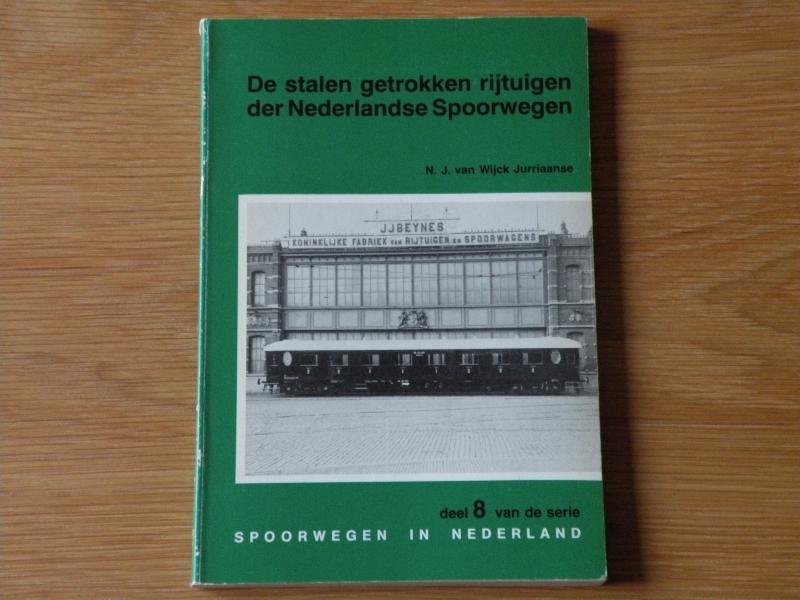 De stalen getrokken rijtuigen
der Nederlandse Spoorwegen
N. J. van Wijck Jurriaanse
J.J.BEYNES
KONINKLIJKE FABRIEK VAN RIJTUIGEN EN SPOORWAGENS
deel 8 van de serie
SPOORWEGEN IN NEDERLAND